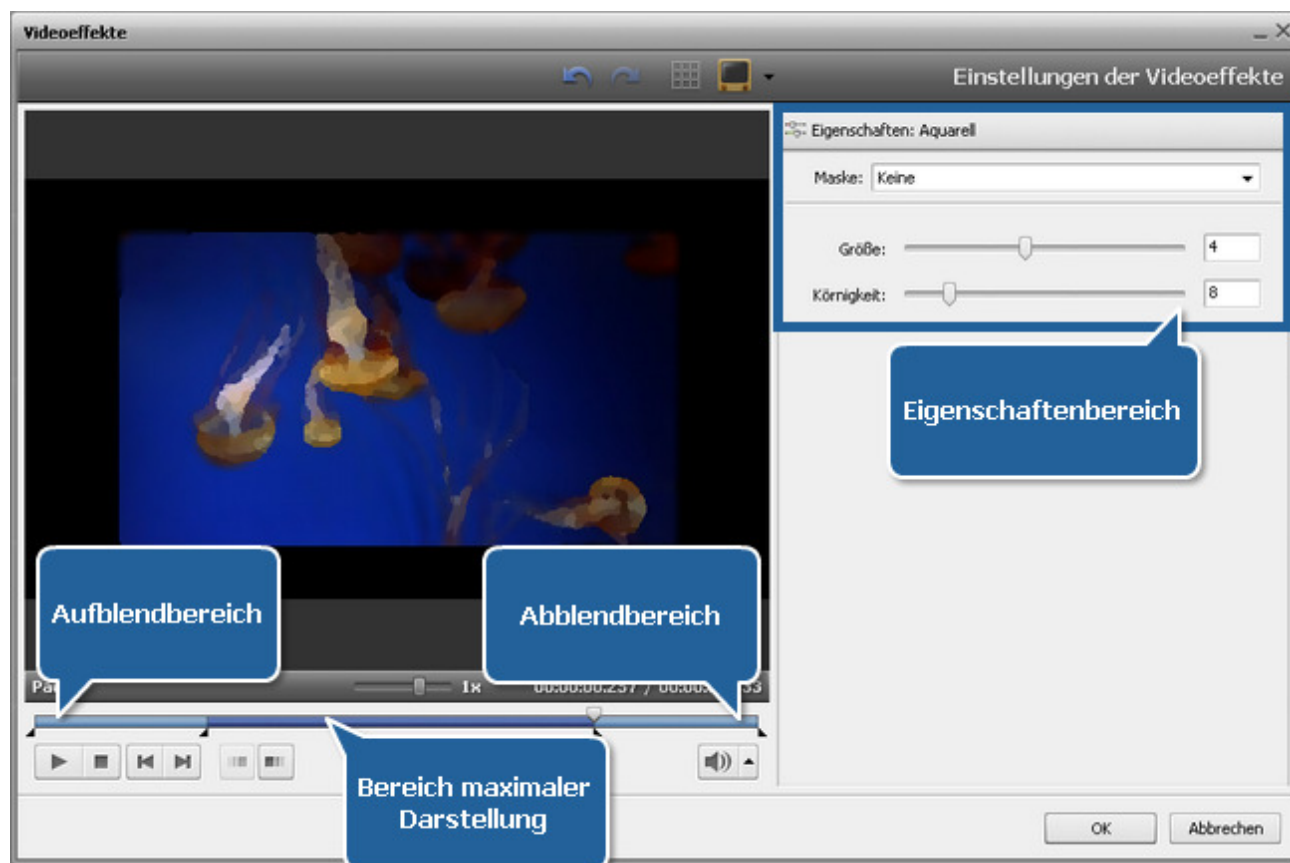 Videoeffekte
Einstellungen der Videoeffekte
Eigenschaften: Aquarell
Maske: Keine
Größe: 4
Körnigkeit: 8
Eigenschaftenbereich
Aufblendbereich
Abblendbereich
1x
Bereich maximaler
Darstellung
OK
Abbrechen